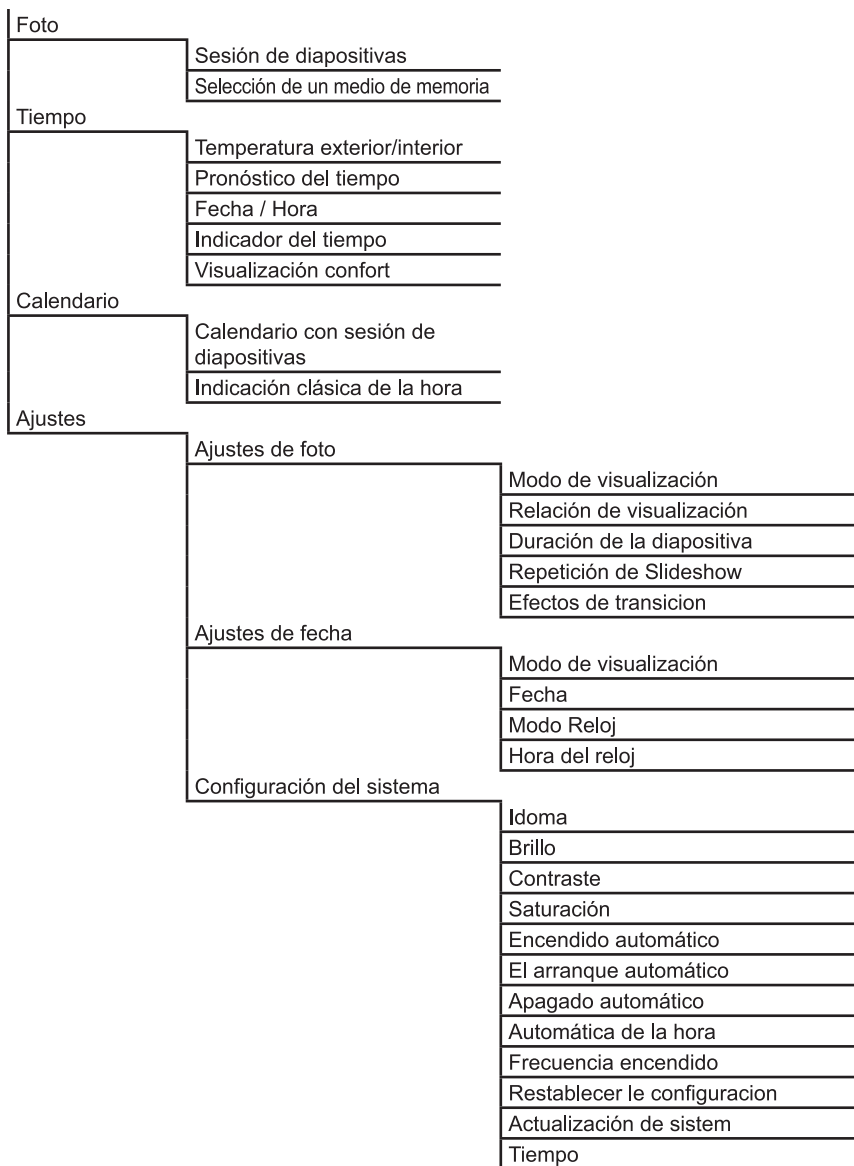 Foto
Sesión de diapositivas
Selección de un medio de memoria
Tiempo
Temperatura exterior/interior
Pronóstico del tiempo
Fecha / Hora
Indicador del tiempo
Visualización confort
Calendario
Calendario con sesión de
diapositivas
Indicación clásica de la hora
Ajustes
Ajustes de foto
Modo de visualización
Relación de visualización
Duración de la diapositiva
Repetición de Slideshow
Efectos de transicion
Ajustes de fecha
Modo de visualización
Fecha
Modo Reloj
Hora del reloj
Configuración del sistema
Idoma
Brillo
Contraste
Saturación
Encendido automático
El arranque automático
Apagado automático
Automática de la hora
Frecuencia encendido
Restablecer le configuracion
Actualización de sistem
Tiempo